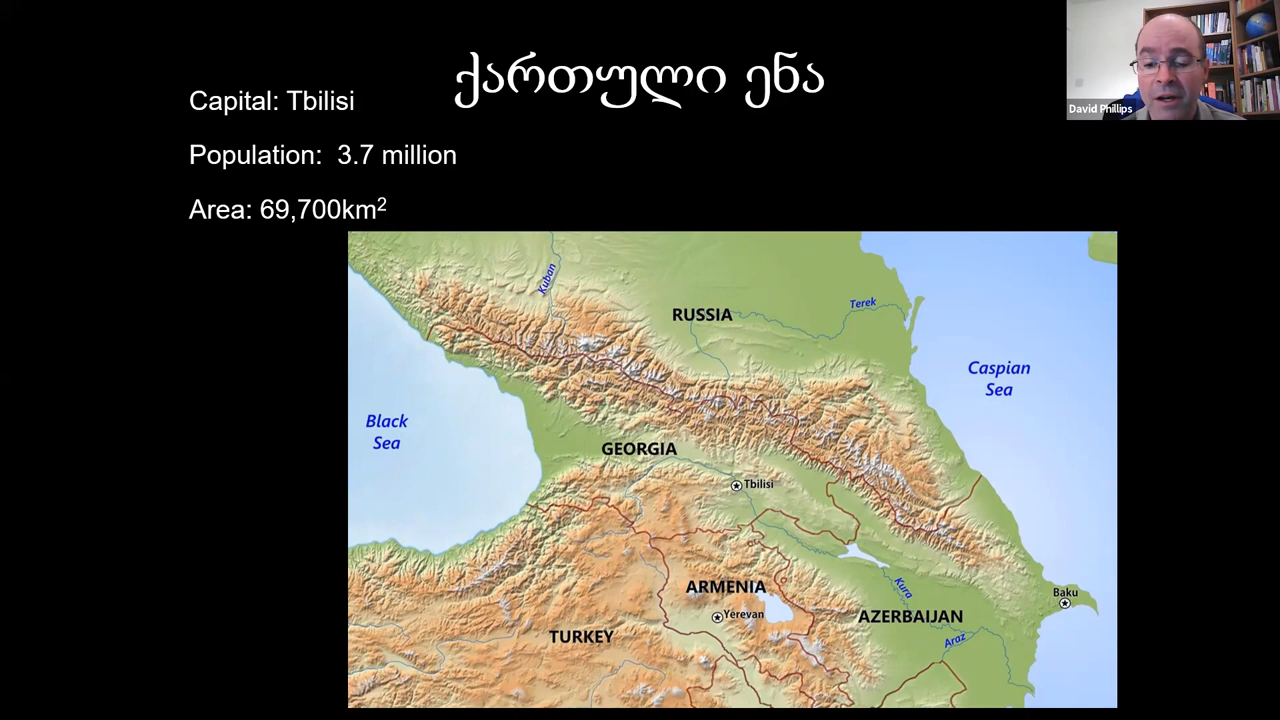 ქართული ენა
Capital: Tbilisi
Population: 3.7 million
Area: 69,700km²
David Phillips
Kuban
RUSSIA
Terek
Caspian
Sea
Black
Sea
GEORGIA
Tbilisi
ARMENIA
Yerevan
Kura
Baku
AZERBAIJAN
Araz
TURKEY